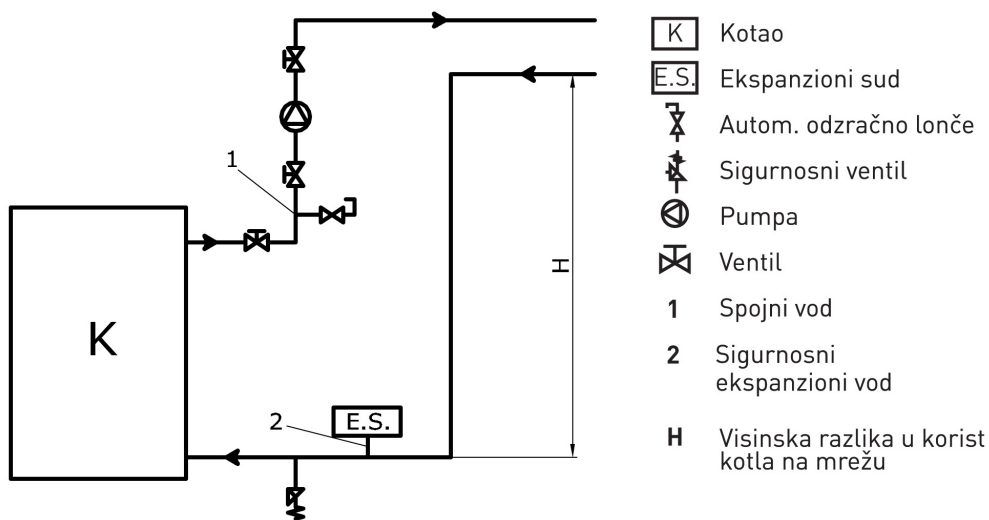 1
K
H
2
E.S.
K Kotao
E.S. Ekspanzioni sud
Autom. odzračno lonče
Sigurnosni ventil
Pumpa
Ventil
1 Spojni vod
2 Sigurnosni
ekspanzioni vod
H Visinska razlika u korist
kotla na mrežu